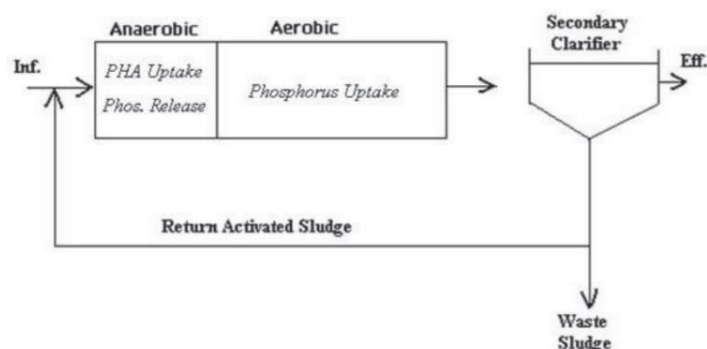 Anaerobic
Aerobic
Secondary
Clarifier
Inf.
PHA Uptake
Phos. Release
Phosphorus Uptake
Eff.
Return Activated Sludge
Waste
Sludge